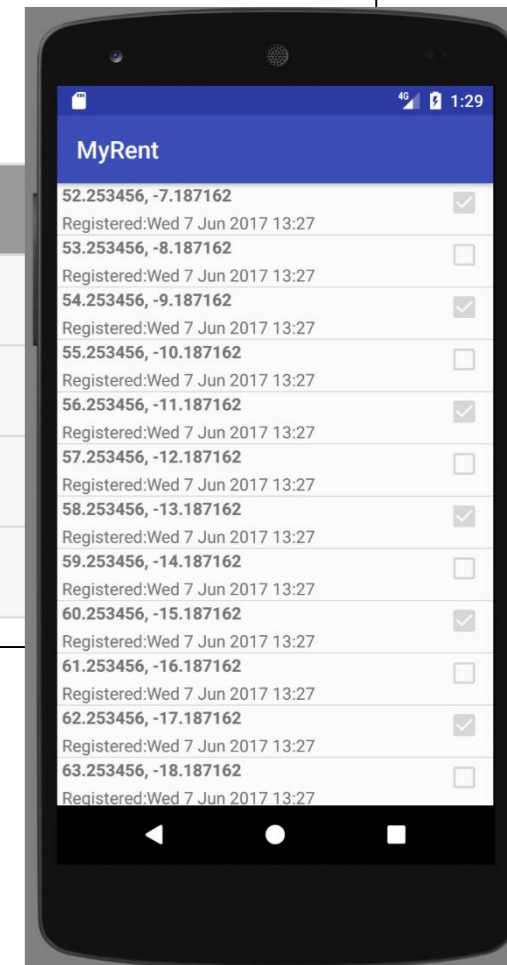 4G 1:29
MyRent
52.253456, -7.187162
Registered:Wed 7 Jun 2017 13:27
53.253456, -8.187162
Registered:Wed 7 Jun 2017 13:27
54.253456, -9.187162
Registered:Wed 7 Jun 2017 13:27
55.253456, -10.187162
Registered:Wed 7 Jun 2017 13:27
56.253456, -11.187162
Registered:Wed 7 Jun 2017 13:27
57.253456, -12.187162
Registered:Wed 7 Jun 2017 13:27
58.253456, -13.187162
Registered:Wed 7 Jun 2017 13:27
59.253456, -14.187162
Registered:Wed 7 Jun 2017 13:27
60.253456, -15.187162
Registered:Wed 7 Jun 2017 13:27
61.253456, -16.187162
Registered:Wed 7 Jun 2017 13:27
62.253456, -17.187162
Registered:Wed 7 Jun 2017 13:27
63.253456, -18.187162
Registered:Wed 7 Jun 2017 13:27